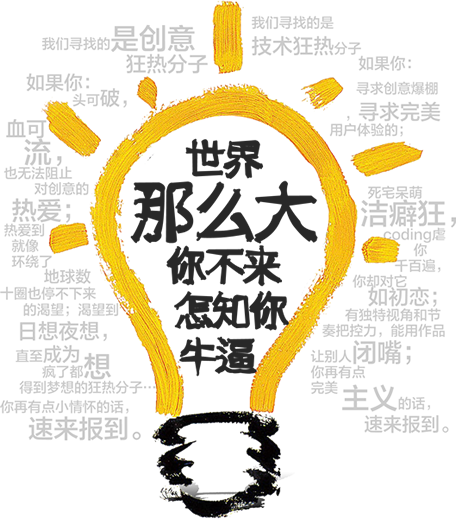 我们寻找的是创意
狂热分子
如果你：
头可破，
血可
流，
也无法阻止
对创意的
热爱；
热爱到
就像
环绕了
地球数
十圈也停不下来
的渴望；渴望到
日想夜想，
直至成为
疯了都想
得到梦想的狂热分子…
你再有点小情怀的话，
速来报到。
世界
那么大
你不来
怎知你
牛逼
我们寻找的是
技术狂热分子
如果你：
寻求创意爆棚
，寻求完美
用户体验的；
死宅呆萌
洁癖狂，
coding虐
你
千百遍，
你却对它
如初恋；
有独特视角和节
奏把控力，能用作品
让别人闭嘴；
你再有点
完美
主义的话，
速来报到。